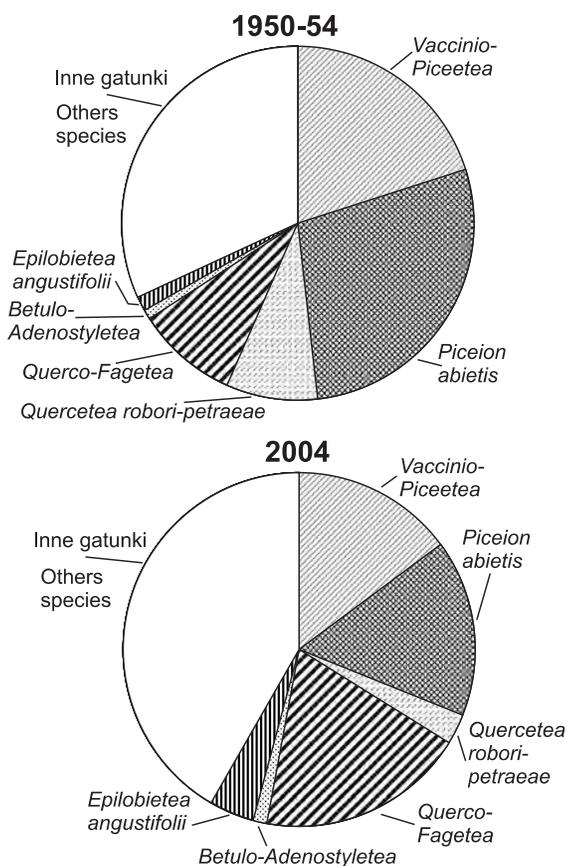 1950-54
Vaccinio-
Piceetea
Inne gatunki
Others
species
Epilobietea
angustifolii
Betulo-
Adenostyletea
Querco-Fagetea
Quercetea robori-petraeae
Piceion
abietis
2004
Vaccinio-
Piceetea
Inne gatunki
Others
species
Piceion
abietis
Quercetea
robori-
petraeae
Querco-
Fagetea
Epilobietea
angustifolii
Betulo-Adenostyletea